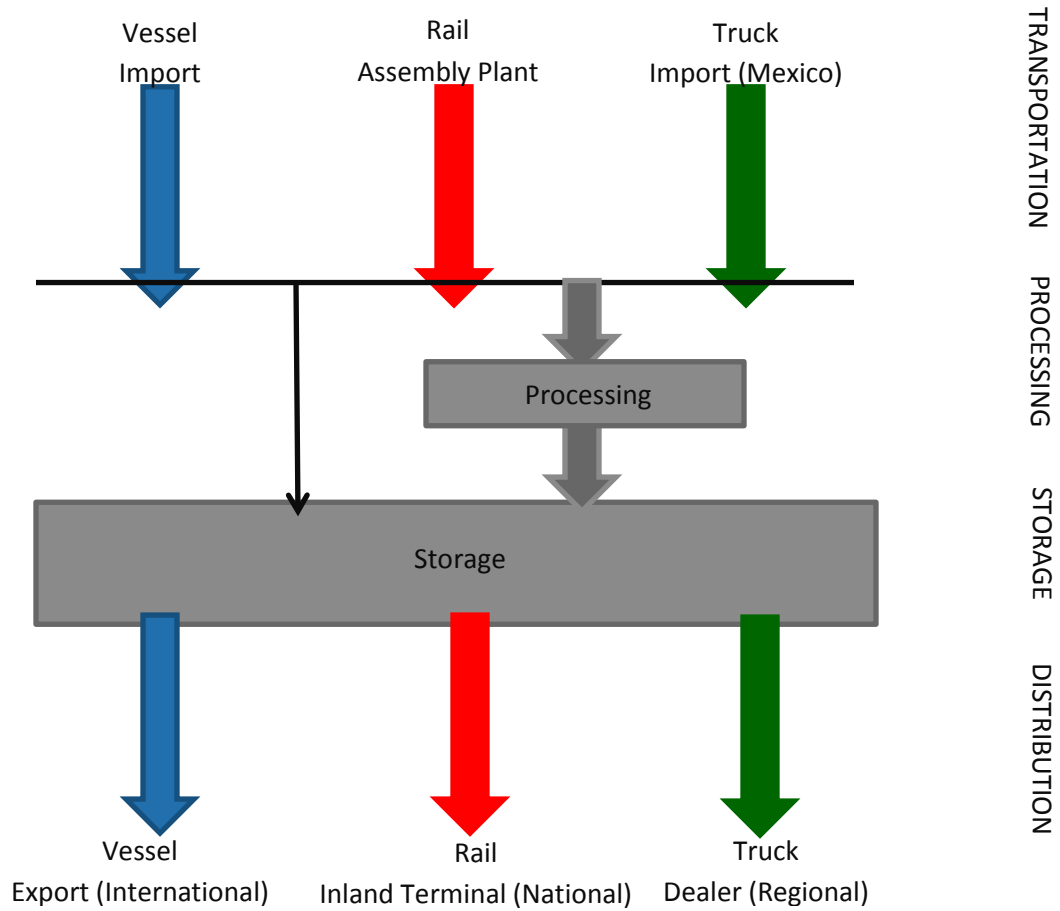 Vessel
Import
Rail
Assembly Plant
Truck
Import (Mexico)
TRANSPORTATION
PROCESSING
Processing
STORAGE
Storage
DISTRIBUTION
Vessel
Export (International)
Rail
Inland Terminal (National)
Truck
Dealer (Regional)